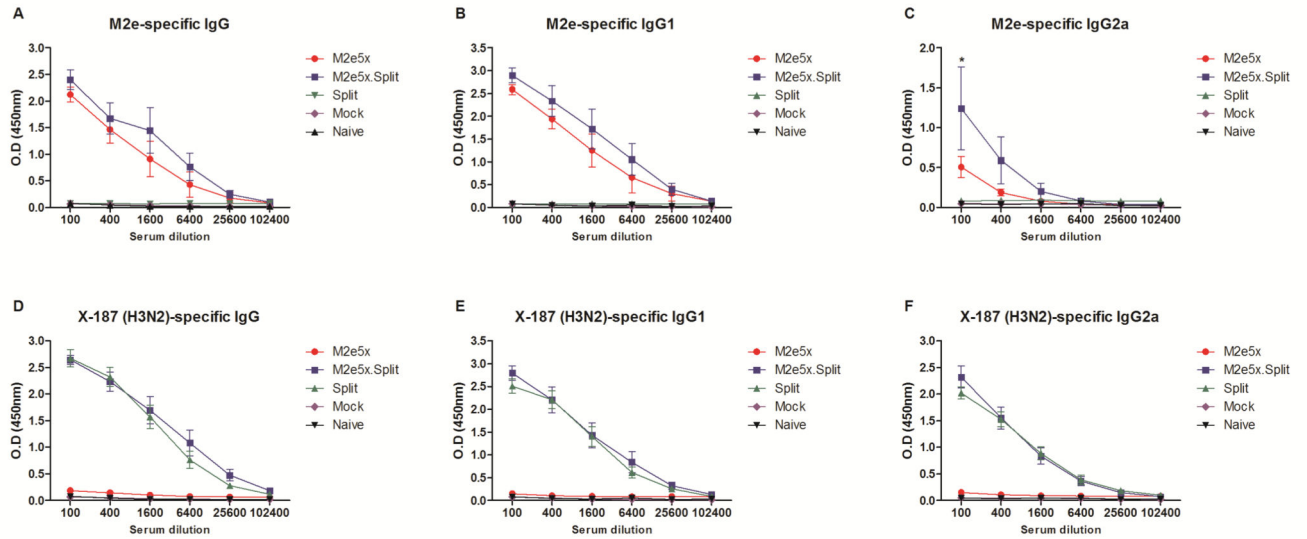 A
M2e-specific IgG
3.0
2.5
2.0
1.5
1.0
0.5
0.0
O.D (450nm)
100 400 1600 6400 25600 102400
Serum dilution
M2e5x
M2e5x.Split
Split
Mock
Naive
B
M2e-specific IgG1
3.5
3.0
2.5
2.0
1.5
1.0
0.5
0.0
O.D (450nm)
100 400 1600 6400 25600 102400
Serum dilution
M2e5x
M2e5x.Split
Split
Mock
Naive
C
M2e-specific IgG2a
2.0
1.5
1.0
0.5
0.0
O.D (450nm)
*
100 400 1600 6400 25600 102400
Serum dilution
M2e5x
M2e5x.Split
Split
Mock
Naive
D
X-187 (H3N2)-specific IgG
3.0
2.5
2.0
1.5
1.0
0.5
0.0
O.D (450nm)
100 400 1600 6400 25600 102400
Serum dilution
M2e5x
M2e5x.Split
Split
Mock
Naive
E
X-187 (H3N2)-specific IgG1
3.5
3.0
2.5
2.0
1.5
1.0
0.5
0.0
O.D (450nm)
100 400 1600 6400 25600 102400
Serum dilution
M2e5x
M2e5x.Split
Split
Mock
Naive
F
X-187 (H3N2)-specific IgG2a
3.0
2.5
2.0
1.5
1.0
0.5
0.0
O.D (450nm)
100 400 1600 6400 25600 102400
Serum dilution
M2e5x
M2e5x.Split
Split
Mock
Naive